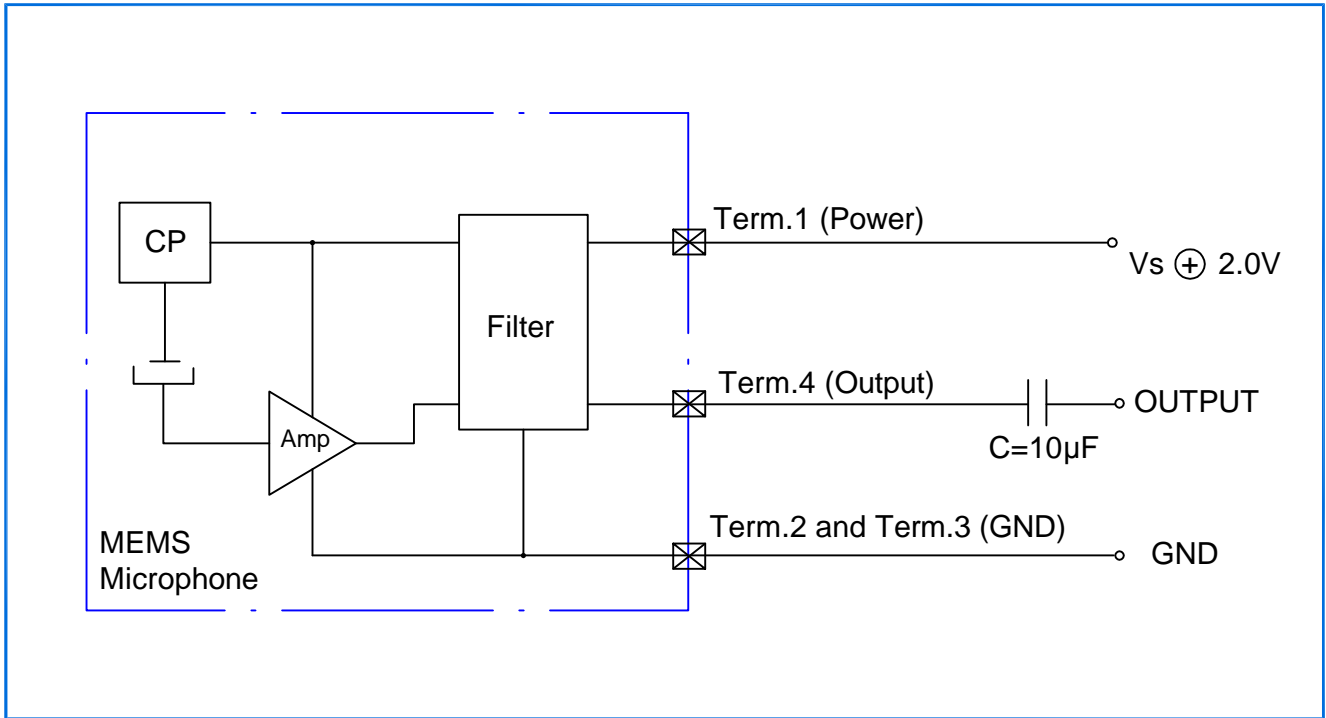 CP
Filter
Amp
MEMS
Microphone
Term.1 (Power)
Vs ⊕ 2.0V
Term.4 (Output)
OUTPUT
C=10µF
Term.2 and Term.3 (GND)
GND